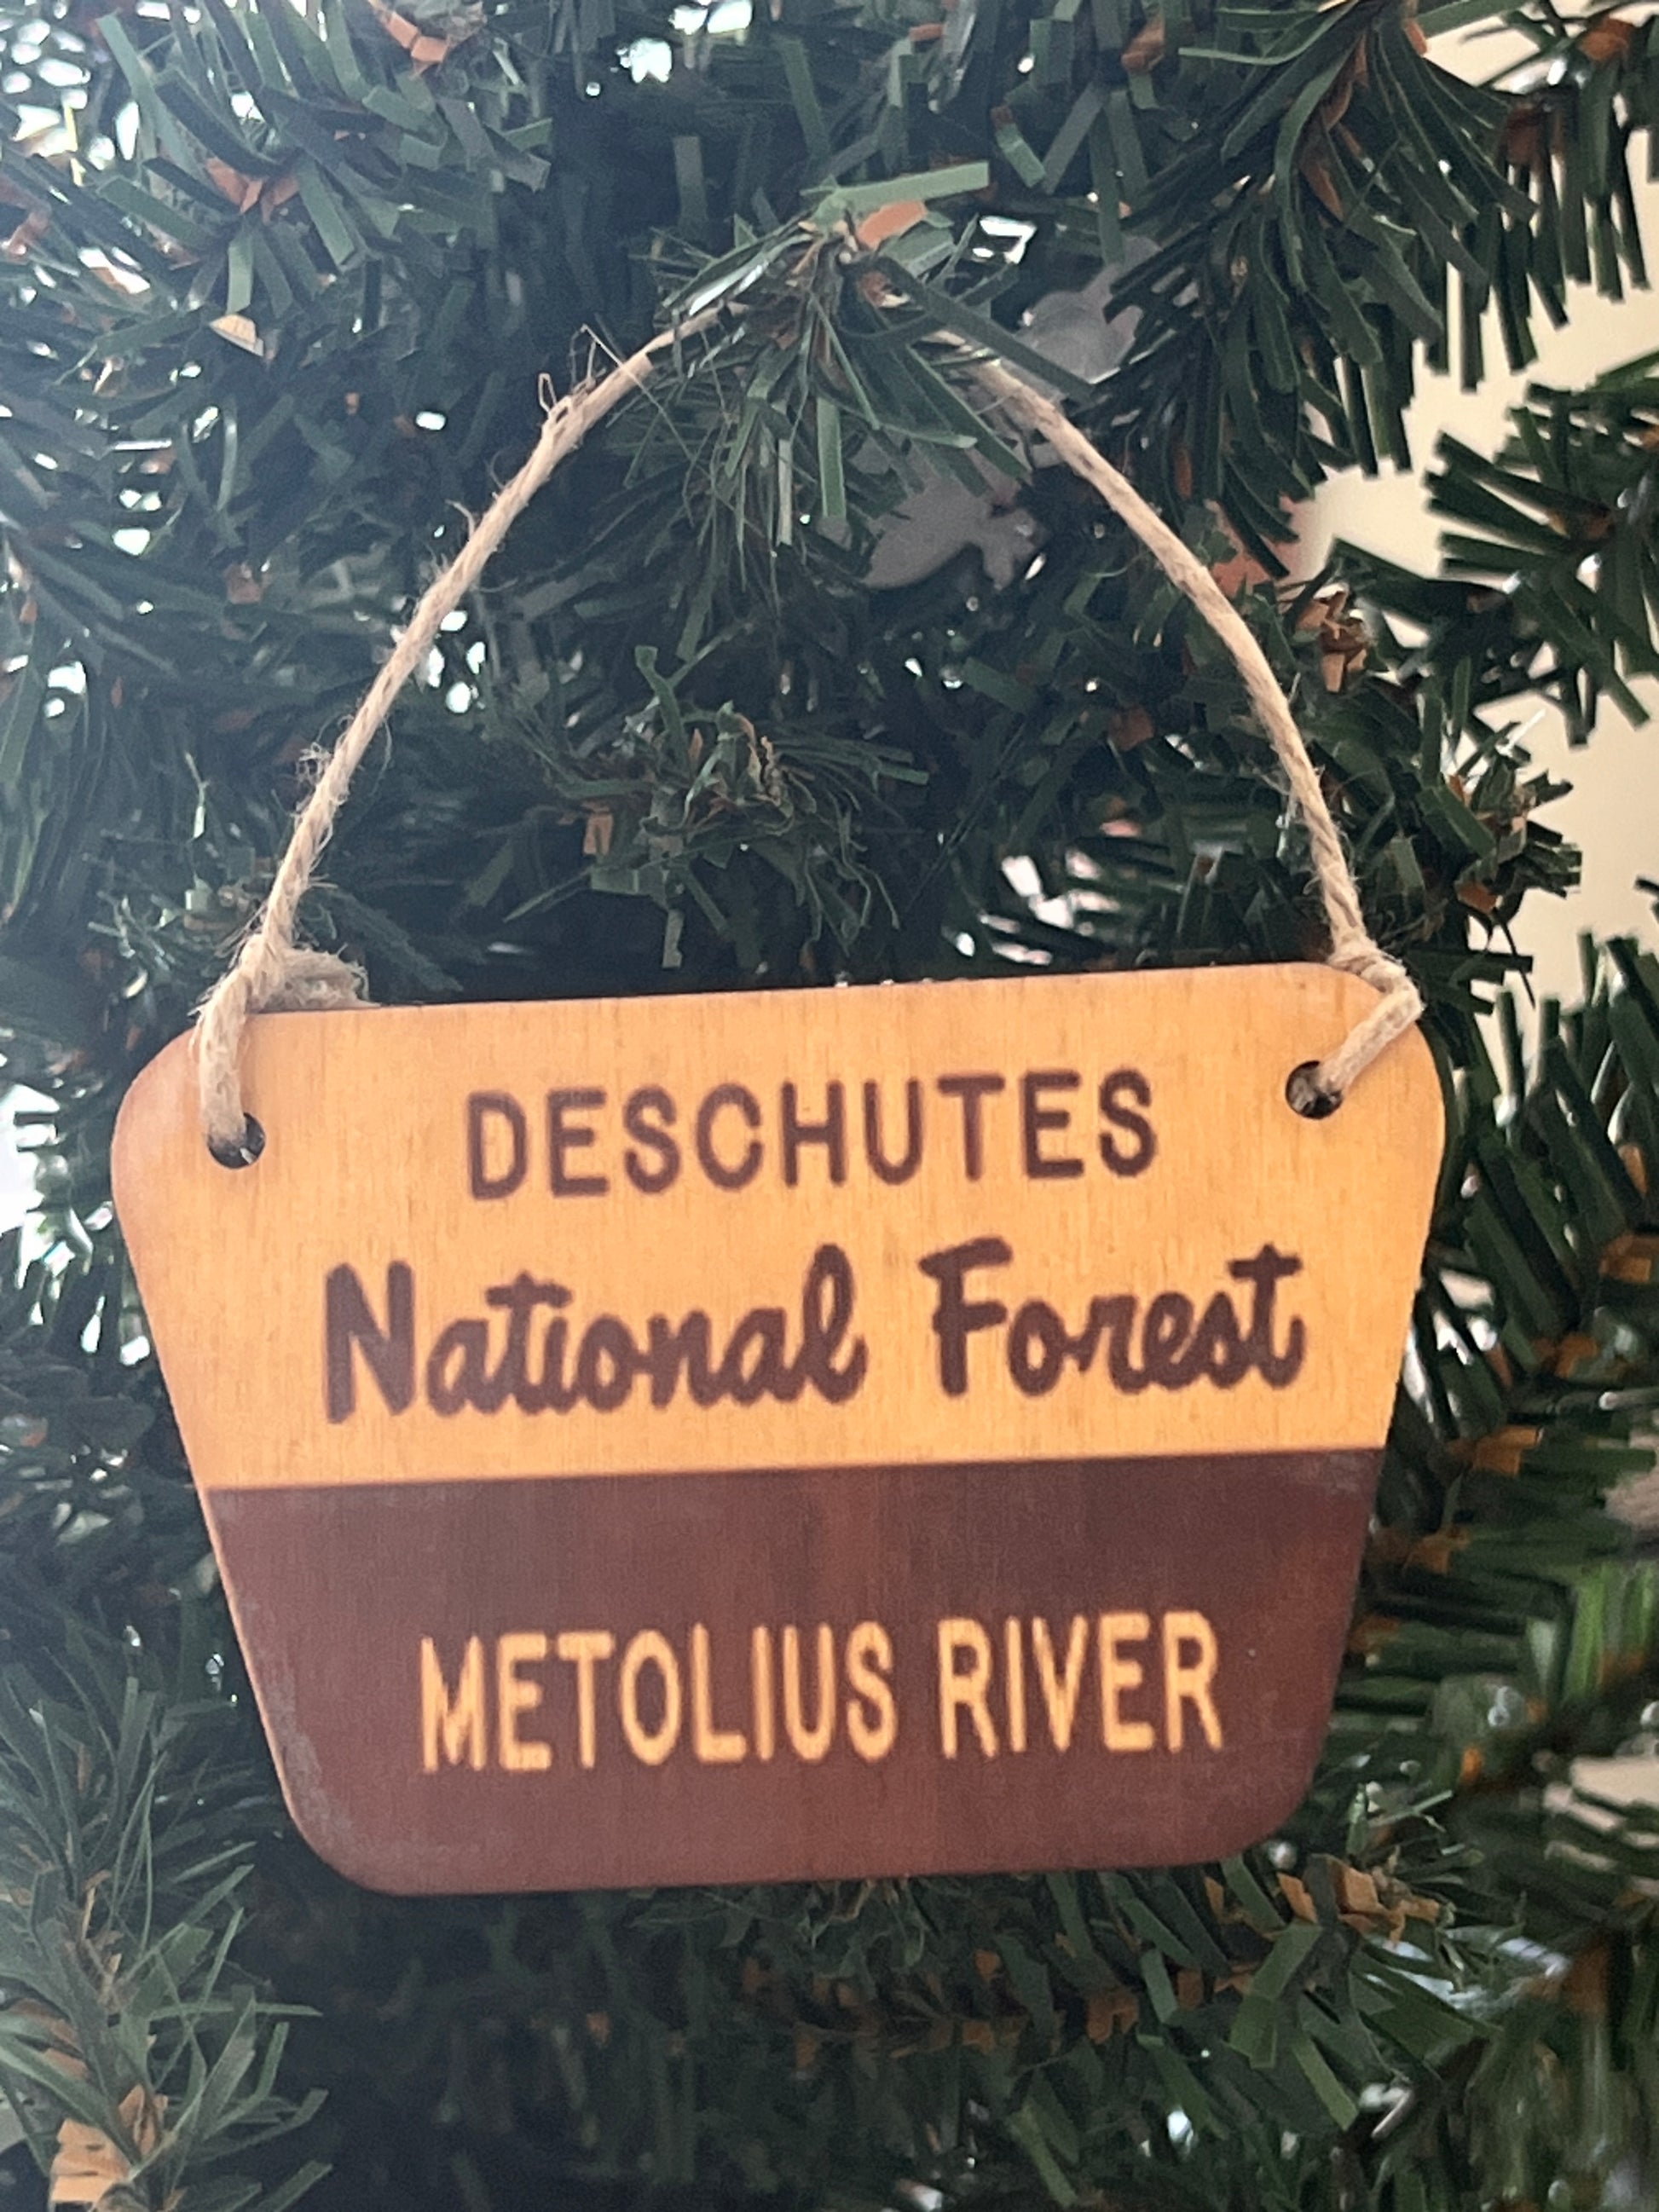 DESCHUTES
National Forest
METOLIUS RIVER